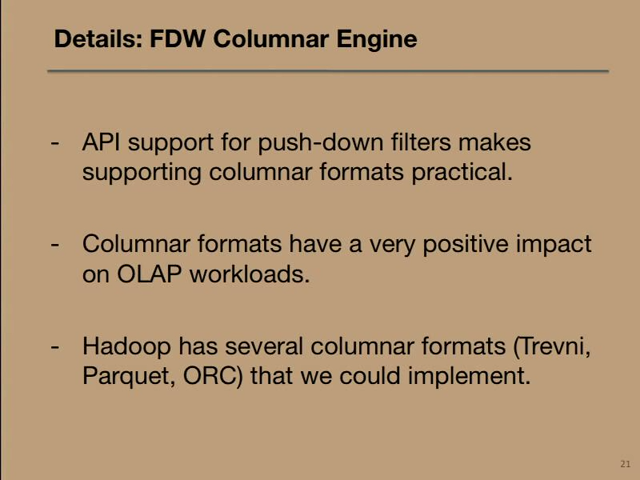 Details: FDW Columnar Engine
- API support for push-down filters makes
supporting columnar formats practical.
- Columnar formats have a very positive impact
on OLAP workloads.
- Hadoop has several columnar formats (Trevni,
Parquet, ORC) that we could implement.
21